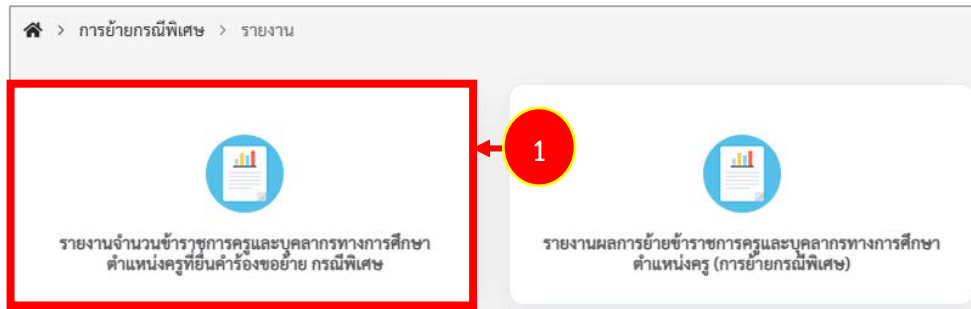 > การย้ายกรณีพิเศษ > รายงาน
1
รายงานจำนวนข้าราชการครูและบุคลากรทางการศึกษา
ตำแหน่งครูที่ยื่นคำร้องขอย้าย กรณีพิเศษ
รายงานผลการย้ายข้าราชการครูและบุคลากรทางการศึกษา
ตำแหน่งครู (การย้ายกรณีพิเศษ)